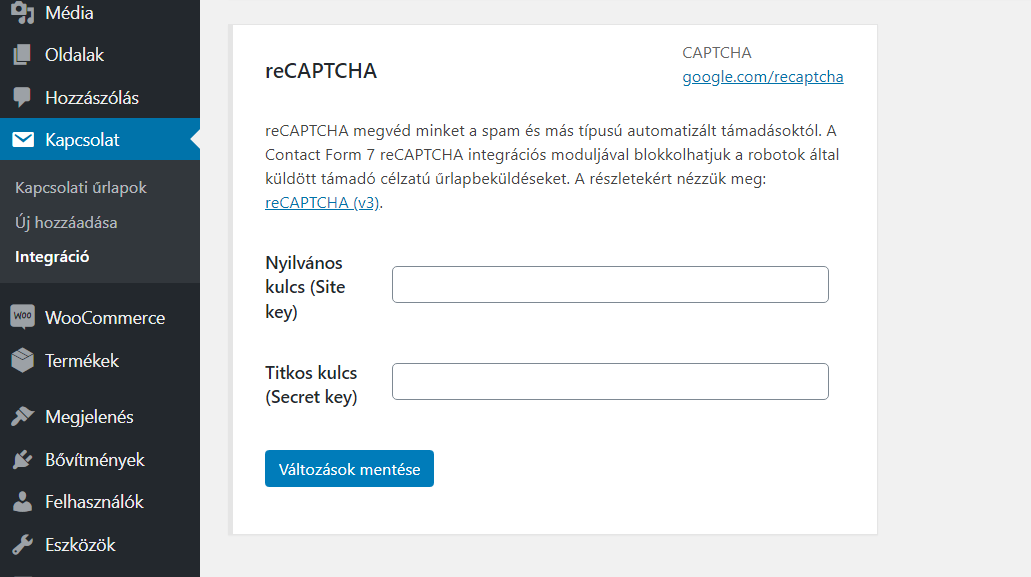 Média
Oldalak
Hozzászólás
Kapcsolat
Kapcsolati űrlapok
Új hozzáadása
Integráció
WOO
WooCommerce
Termékek
Megjelenés
Bővítmények
Felhasználók
Eszközök
reCAPTCHA
CAPTCHA
google.com/recaptcha
reCAPTCHA megvéd minket a spam és más típusú automatizált támadásoktól. A
Contact Form 7 reCAPTCHA integrációs moduljával blokkolhatjuk a robotok által
küldött támadó célzatú űrlapbeküldéseket. A részletekért nézzük meg:
reCAPTCHA (v3).
Nyilvános
kulcs (Site
key)
Titkos kulcs
(Secret key)
Változások mentése